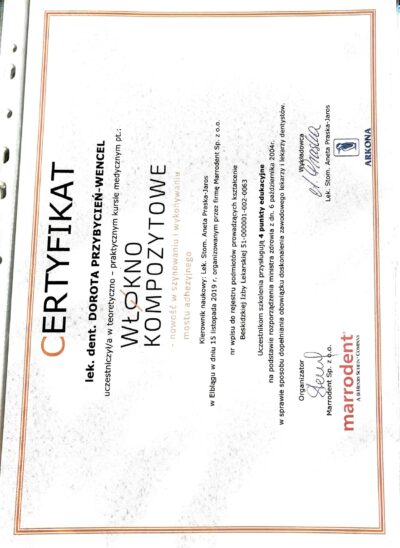 CERTYFIKAT
lek. dent. DOROTA PRZYBYCIEŃ-WENCEL
uczestniczył/a w teoretyczno – praktycznym kursie medycznym pt.:
WŁÓKNO
KOMPOZYTOWE
- nowość w szynowaniu i wykonywaniu
mostu adhezyjnego
Kierownik naukowy: Lek. Stom. Aneta Praska-Jaros
w Elblągu w dniu 15 listopada 2019 r. organizowanym przez firmę Marrodent Sp. z o.o.
nr wpisu do rejestru podmiotów prowadzących kształcenie
Beskidzkiej Izby Lekarskiej 51-000001-002-0063
Uczestnikom szkolenia przysługują 4 punkty edukacyjne
na podstawie rozporządzenia ministra zdrowia z dn. 6 października 2004r.
w sprawie sposobu dopełniania obowiązku doskonalenia zawodowego lekarzy i lekarzy dentystów.
Organizator
Marrodent Sp. z o.o.
marrodent
A HENRY SCHEIN COMPANY
Wykładowca
Lek. Stom. Aneta Praska-Jaros
ARKONA